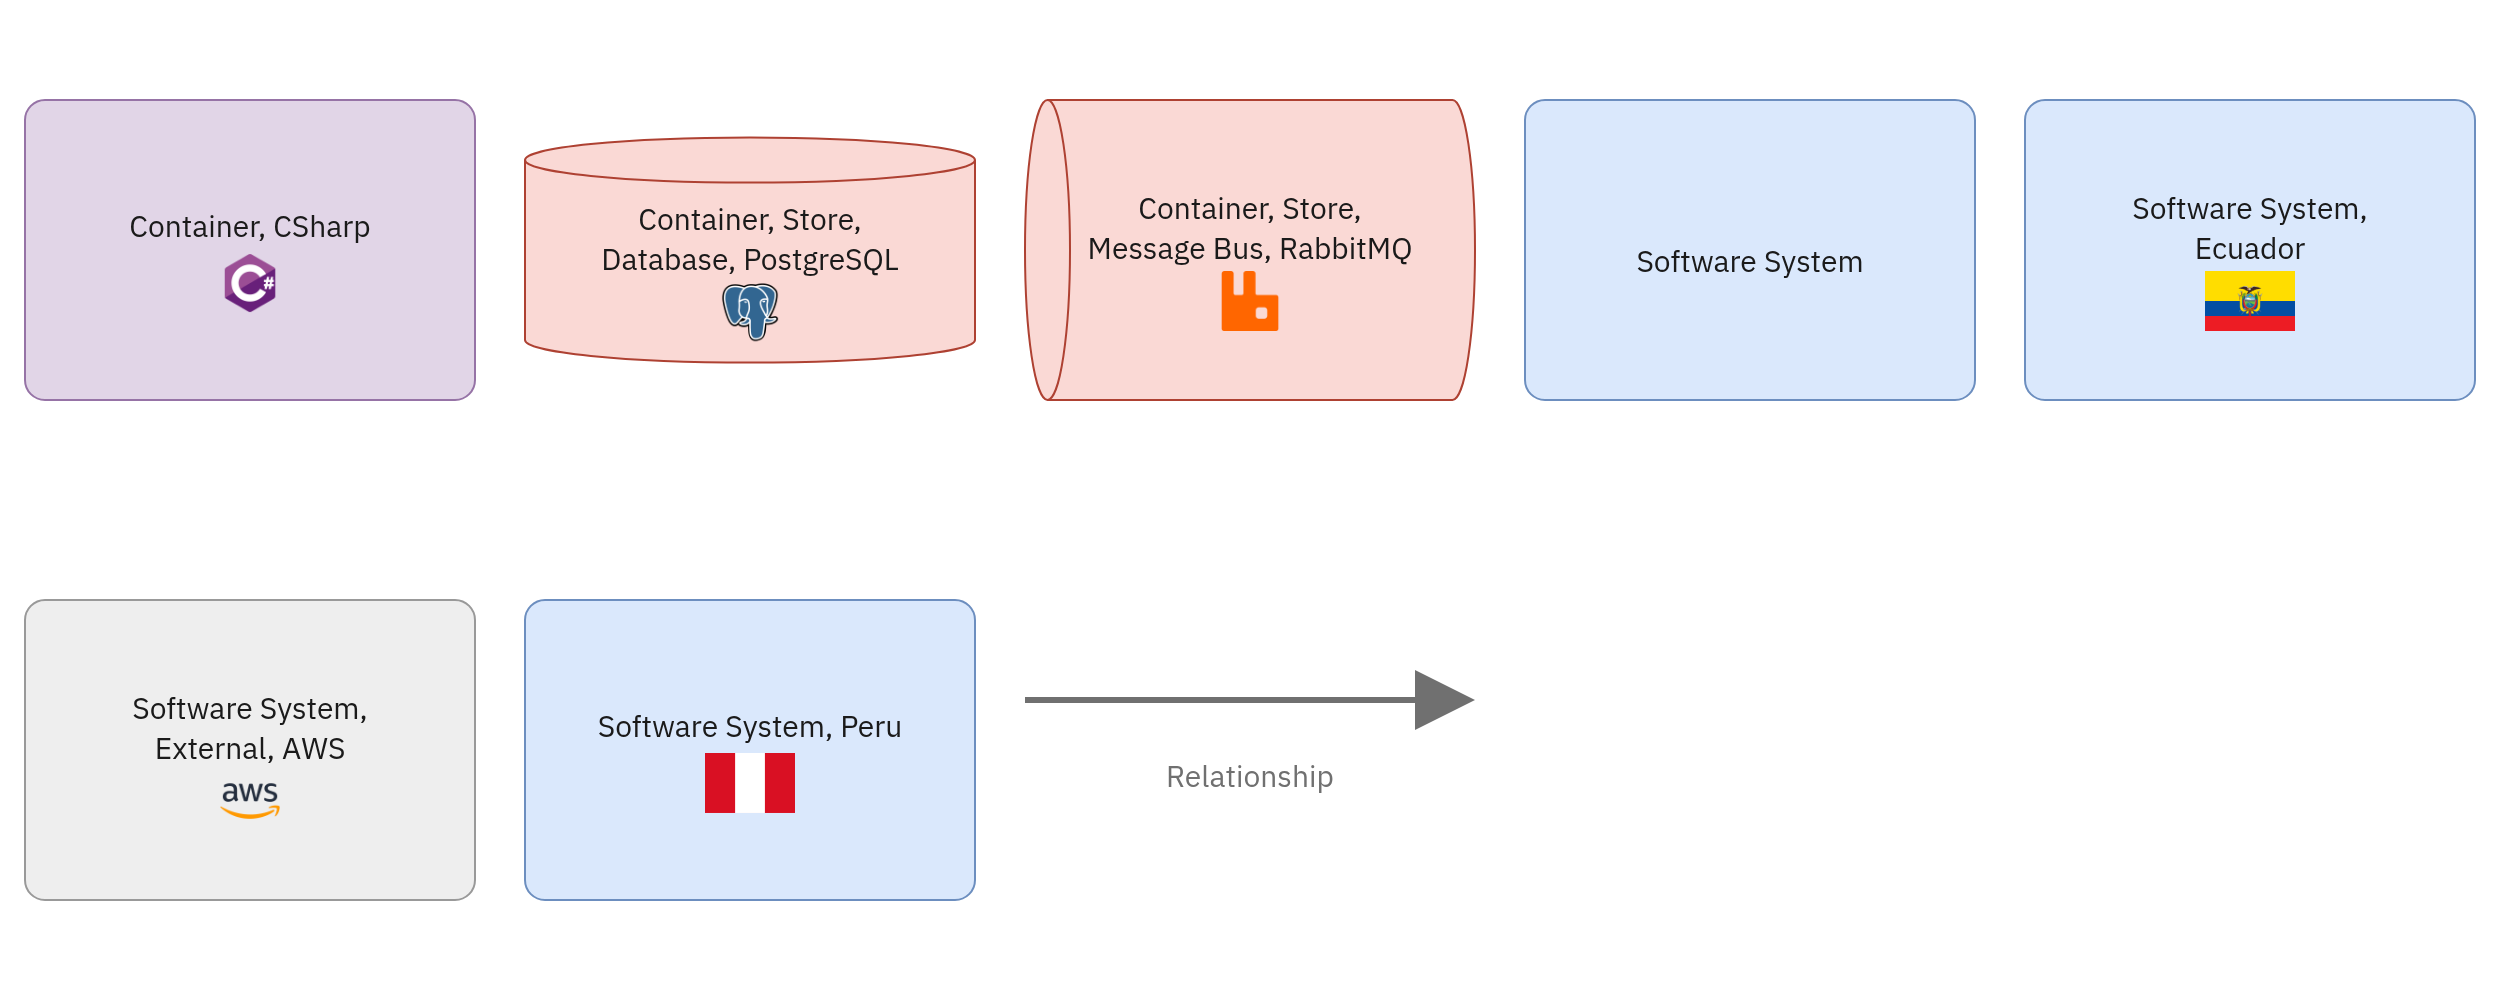 Container, CSharp
C#
Container, Store,
Database, PostgreSQL
Container, Store,
Message Bus, RabbitMQ
Software System
Software System,
Ecuador
Software System,
External, AWS
aws
Software System, Peru
Relationship